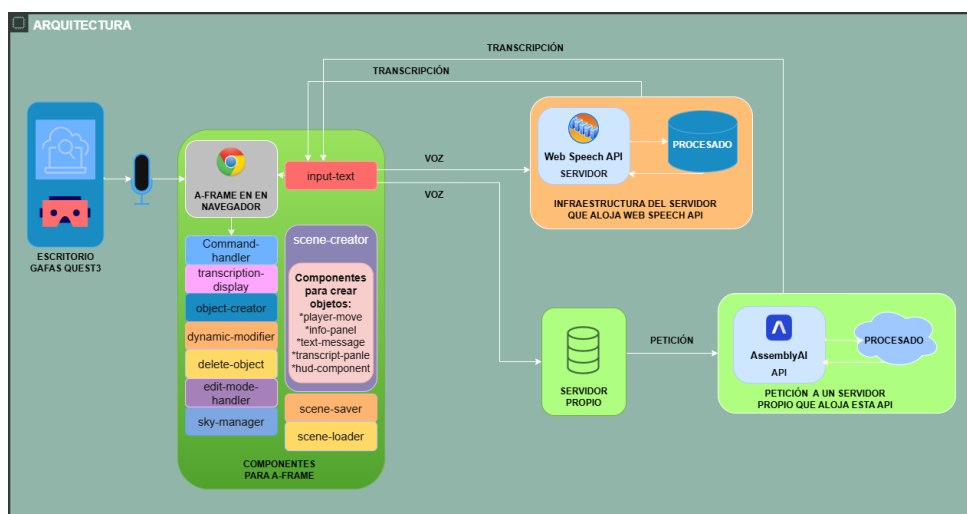 ARQUITECTURA
TRANSCRIPCIÓN
TRANSCRIPCIÓN
ESCRITORIO
GAFAS QUEST3
A-FRAME EN EN
NAVEGADOR
input-text
Command-
handler
transcription-
display
object-creator
dynamic-modifier
delete-object
edit-mode-
handler
sky-manager
scene-creator
Componentes
para crear
objetos:
*player-move
*info-panel
*text-message
*transcript-panle
*hud-component
scene-saver
scene-loader
COMPONENTES
PARA A-FRAME
VOZ
VOZ
Web Speech API
SERVIDOR
PROCESADO
INFRAESTRUCTURA DEL SERVIDOR
QUE ALOJA WEB SPEECH API
SERVIDOR
PROPIO
PETICIÓN
AssemblyAI
API
PROCESADO
PETICIÓN A UN SERVIDOR
PROPIO QUE ALOJA ESTA API